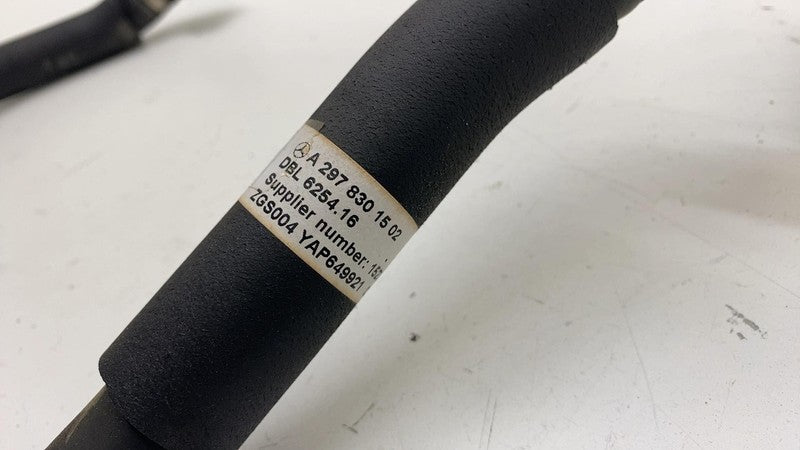 A 297 830 15 02
DBL 6254.16
Supplier number:
ZGS004 YAP649921